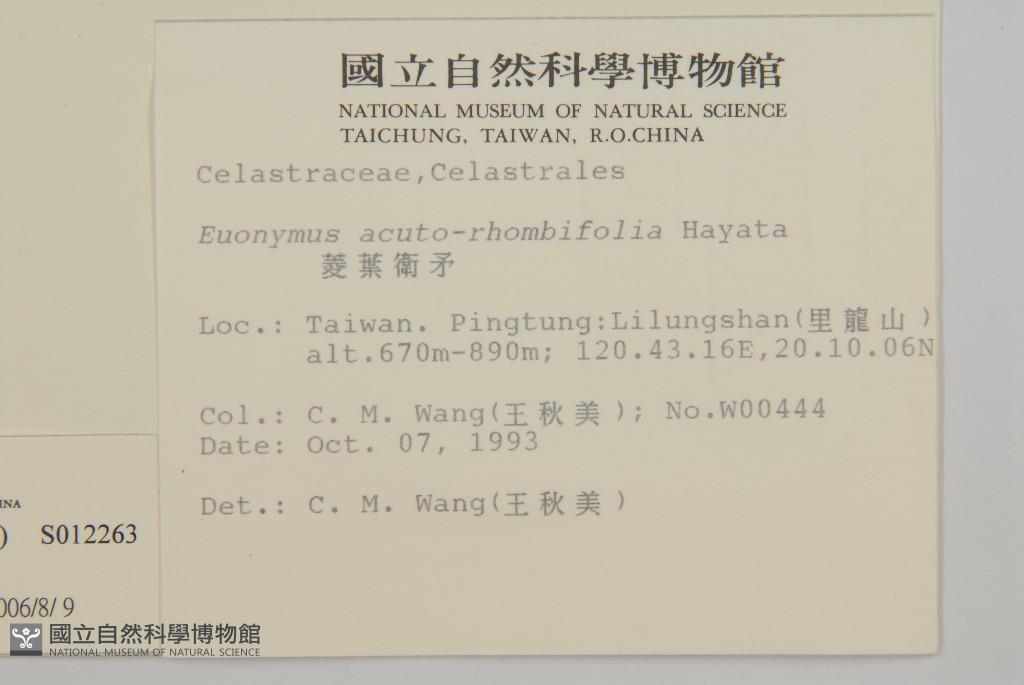 國立自然科學博物館
NATIONAL MUSEUM OF NATURAL SCIENCE
TAICHUNG, TAIWAN, R.O.CHINA
Celastraceae,Celastrales
Euonymus acuto-rhombifolia Hayata
菱葉衛矛
Loc.: Taiwan. Pingtung:Lilungshan(里龍山)
alt.670m-890m; 120.43.16E,20.10.06N
Col.: C. M. Wang(王秋美); No.W00444
Date: Oct. 07, 1993
Det.: C. M. Wang(王秋美)
INA
) S012263
006/8/ 9
國立自然科學博物館
NATIONAL MUSEUM OF NATURAL SCIENCE